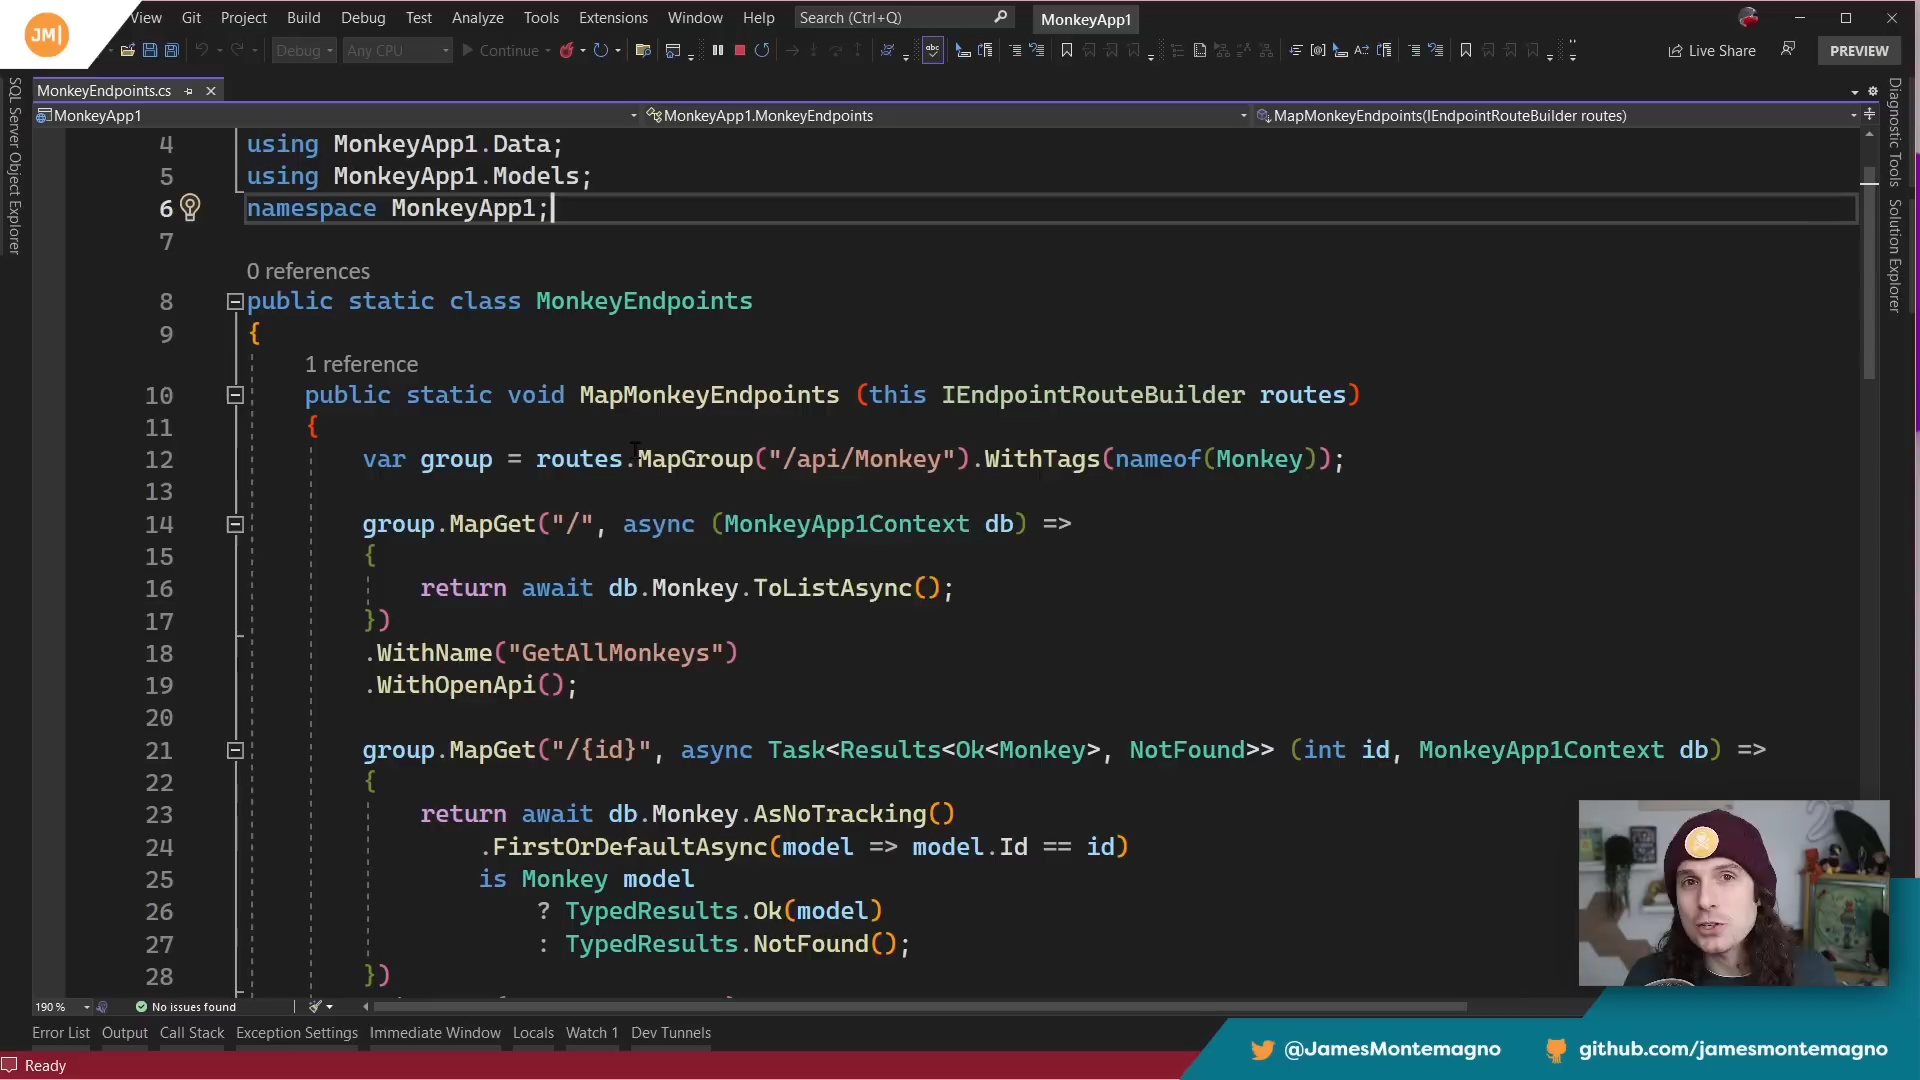 JM|
View Git Project Build Debug Test Analyze Tools Extensions Window Help Search (Ctrl+Q) MonkeyApp1
Debug Any CPU Continue abc Live Share PREVIEW
MonkeyEndpoints.cs
MonkeyApp1 MonkeyApp1.MonkeyEndpoints MapMonkeyEndpoints(IEndpointRouteBuilder routes)
SQL Server Object Explorer
Diagnostic Tools
Solution Explorer
4 using MonkeyApp1.Data;
5 using MonkeyApp1.Models;
6 namespace MonkeyApp1;
7
0 references
8 public static class MonkeyEndpoints
9 {
1 reference
10 public static void MapMonkeyEndpoints (this IEndpointRouteBuilder routes)
11 {
12 var group = routes.MapGroup("/api/Monkey").WithTags(nameof(Monkey));
13
14 group.MapGet("/", async (MonkeyApp1Context db) =>
15 {
16 return await db.Monkey.ToListAsync();
17 })
18 .WithName("GetAllMonkeys")
19 .WithOpenApi();
20
21 group.MapGet("/{id}", async Task<Results<Ok<Monkey>, NotFound>> (int id, MonkeyApp1Context db) =>
22 {
23 return await db.Monkey.AsNoTracking()
24 .FirstOrDefaultAsync(model => model.Id == id)
25 is Monkey model
26 ? TypedResults.Ok(model)
27 : TypedResults.NotFound();
28 })
190 % No issues found
Error List Output Call Stack Exception Settings Immediate Window Locals Watch 1 Dev Tunnels
Ready
@JamesMontemagno github.com/jamesmontemagno